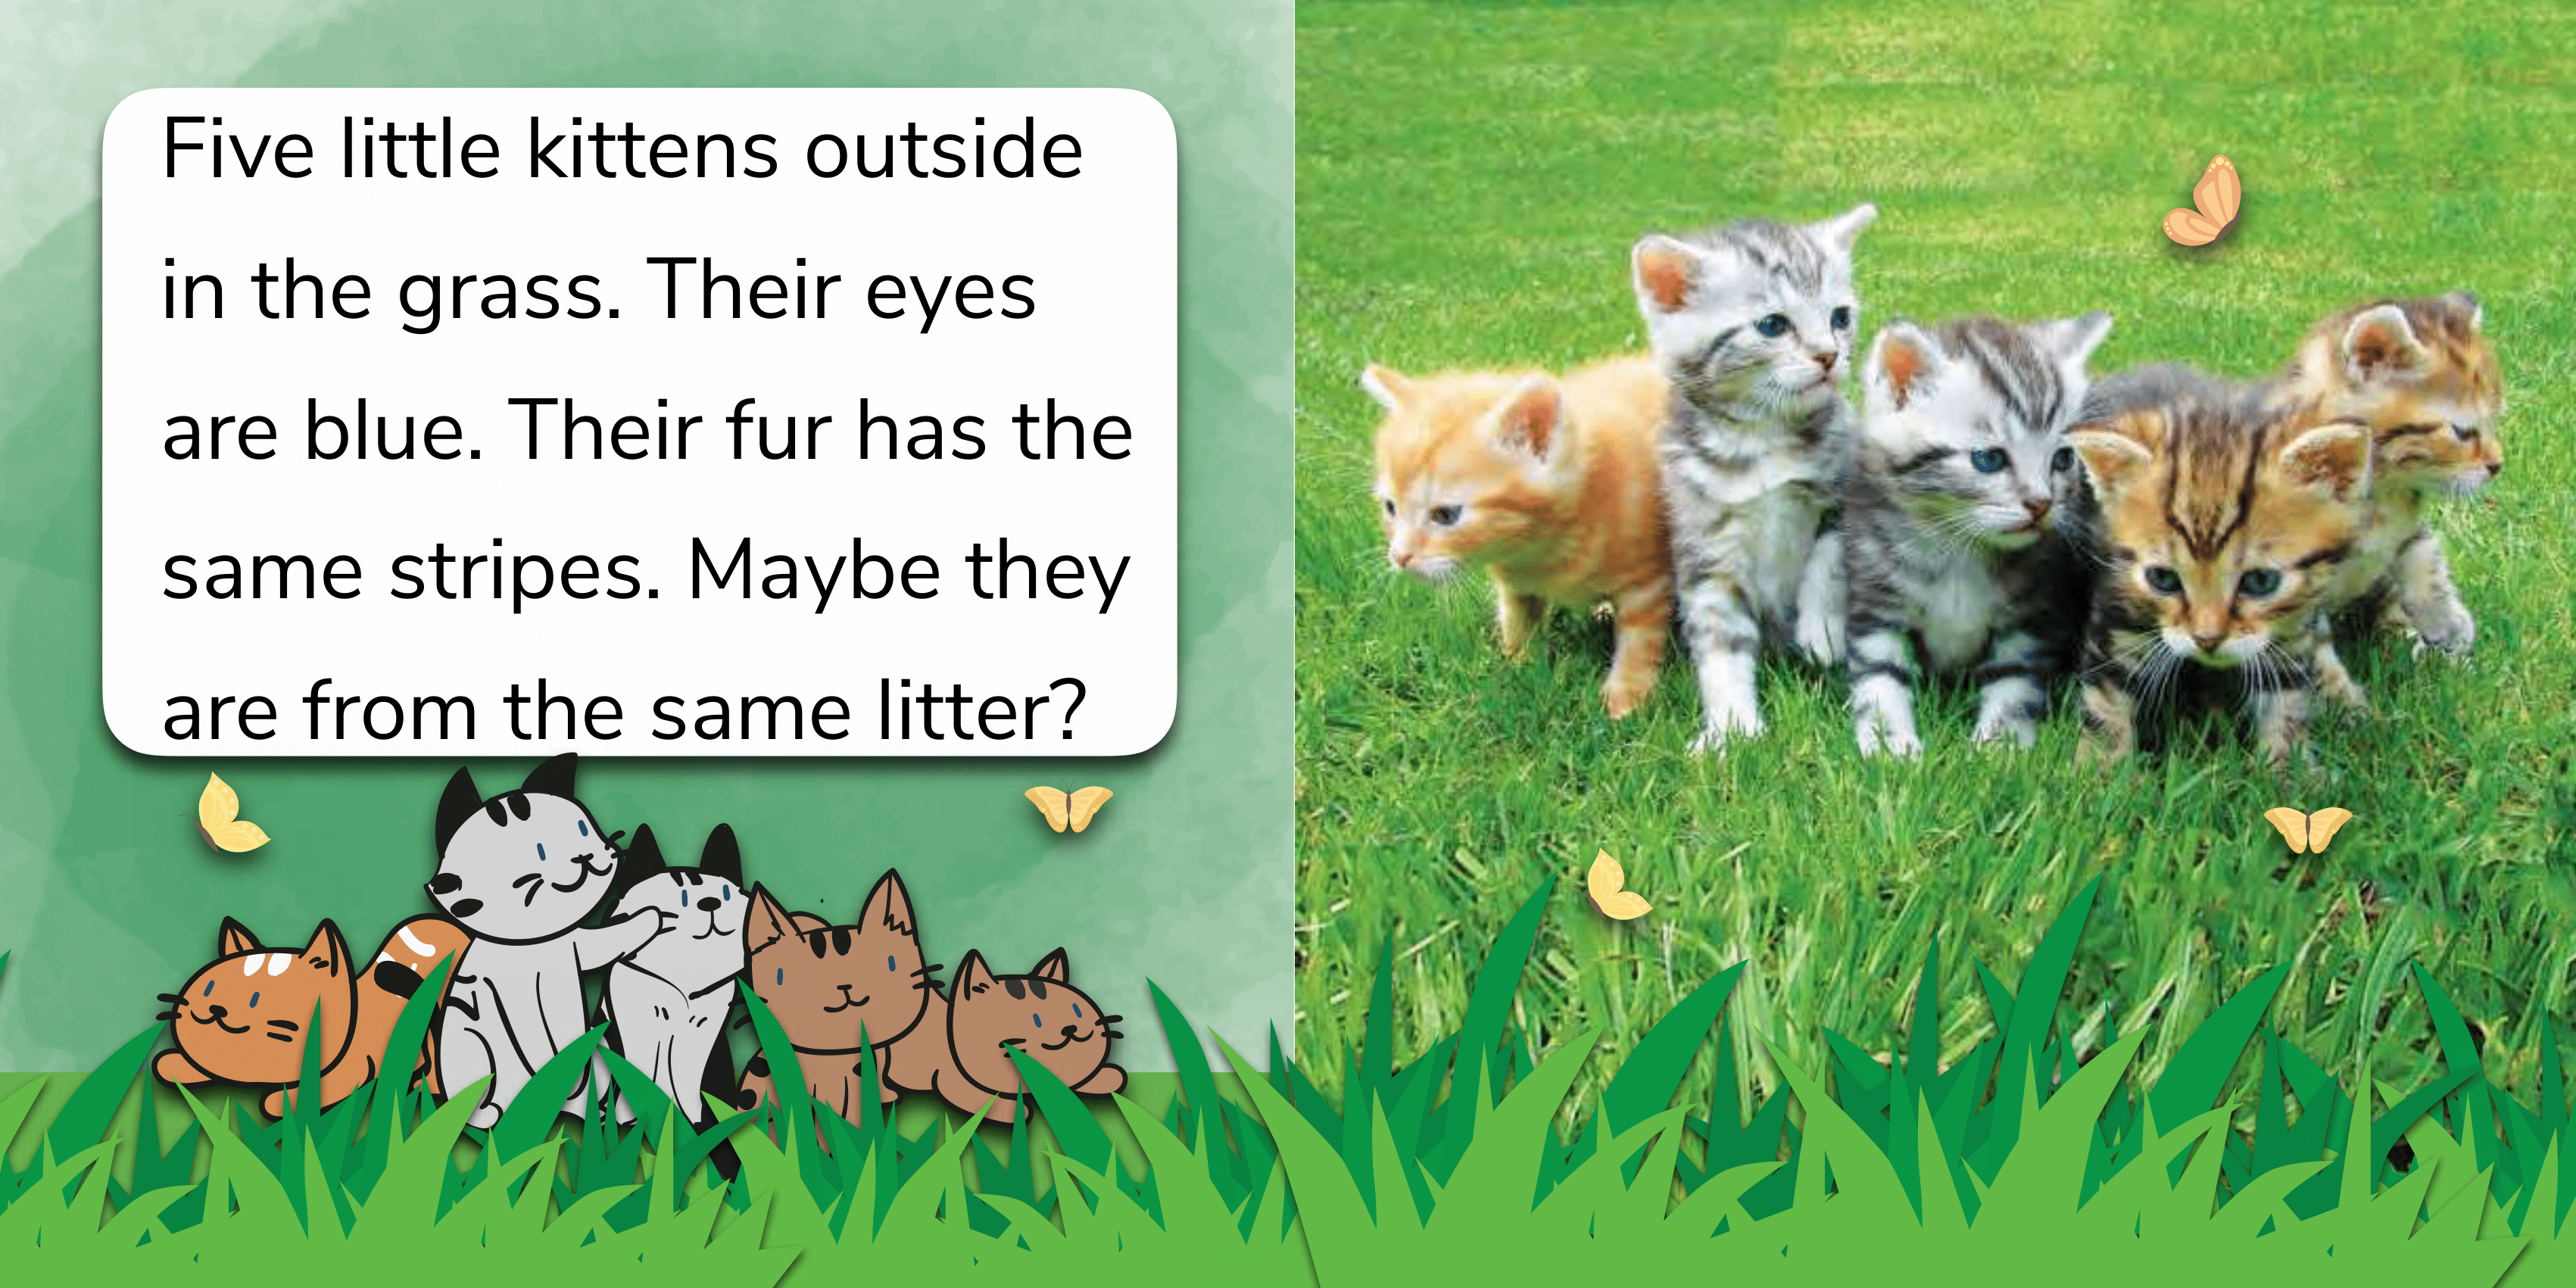 Five little kittens outside
in the grass. Their eyes
are blue. Their fur has the
same stripes. Maybe they
are from the same litter?